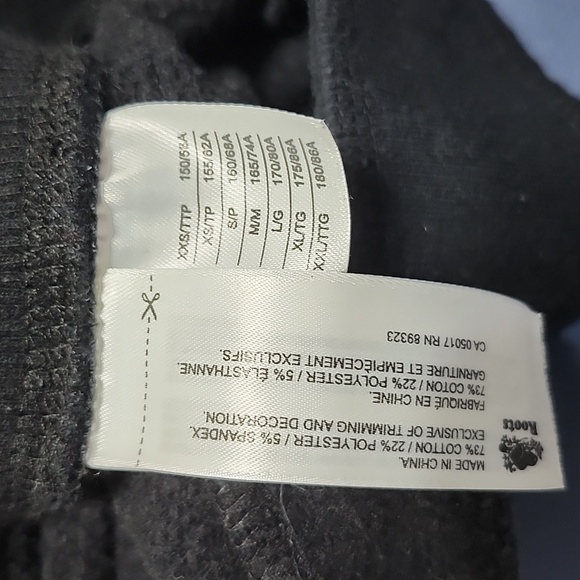 XXS/TTP 150/58A
XS/TP 155/62A
S/P 160/68A
M/M 165/74A
L/G 170/80A
XL/TG 175/86A
XXL/TTG 180/86A
Roots
MADE IN CHINA.
73% COTTON / 22% POLYESTER / 5% SPANDEX.
EXCLUSIVE OF TRIMMING AND DECORATION.
FABRIQUÉ EN CHINE.
73% COTON / 22% POLYESTER / 5% ÉLASTHANNE.
GARNITURE ET EMPIÈCEMENT EXCLUSIFS.
CA 05017 RN 89323